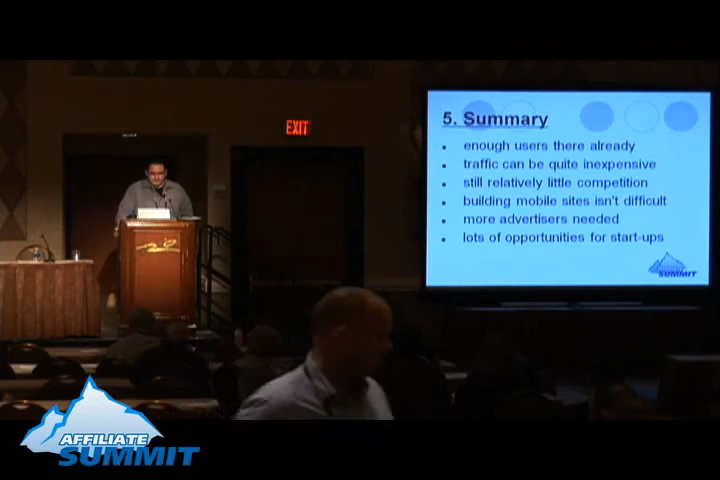 EXIT
5. Summary
enough users there already
traffic can be quite inexpensive
still relatively little competition
building mobile sites isn't difficult
more advertisers needed
lots of opportunities for start-ups
SUMMIT
AFFILIATE
SUMMIT